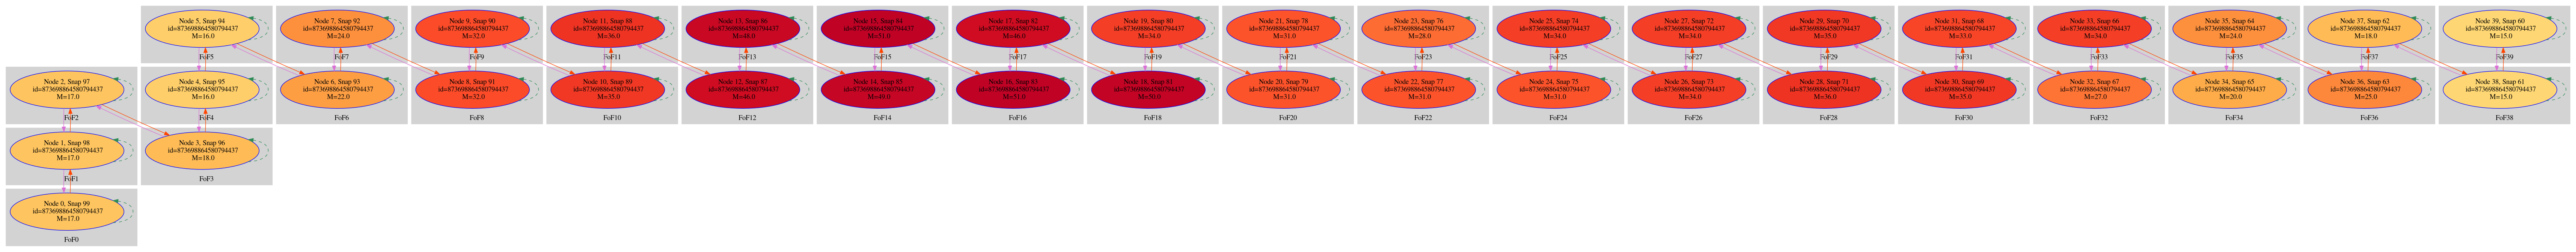 Node 5, Snap 94
id=873698864580794437
M=16.0
FoF5
Node 7, Snap 92
id=873698864580794437
M=24.0
FoF7
Node 9, Snap 90
id=873698864580794437
M=32.0
FoF9
Node 11, Snap 88
id=873698864580794437
M=36.0
FoF11
Node 13, Snap 86
id=873698864580794437
M=48.0
FoF13
Node 15, Snap 84
id=873698864580794437
M=51.0
FoF15
Node 17, Snap 82
id=873698864580794437
M=46.0
FoF17
Node 19, Snap 80
id=873698864580794437
M=34.0
FoF19
Node 21, Snap 78
id=873698864580794437
M=31.0
FoF21
Node 23, Snap 76
id=873698864580794437
M=28.0
FoF23
Node 25, Snap 74
id=873698864580794437
M=34.0
FoF25
Node 27, Snap 72
id=873698864580794437
M=34.0
FoF27
Node 29, Snap 70
id=873698864580794437
M=35.0
FoF29
Node 31, Snap 68
id=873698864580794437
M=33.0
FoF31
Node 33, Snap 66
id=873698864580794437
M=34.0
FoF33
Node 35, Snap 64
id=873698864580794437
M=24.0
FoF35
Node 37, Snap 62
id=873698864580794437
M=18.0
FoF37
Node 39, Snap 60
id=873698864580794437
M=15.0
FoF39
Node 2, Snap 97
id=873698864580794437
M=17.0
FoF2
Node 4, Snap 95
id=873698864580794437
M=16.0
FoF4
Node 6, Snap 93
id=873698864580794437
M=22.0
FoF6
Node 8, Snap 91
id=873698864580794437
M=32.0
FoF8
Node 10, Snap 89
id=873698864580794437
M=35.0
FoF10
Node 12, Snap 87
id=873698864580794437
M=46.0
FoF12
Node 14, Snap 85
id=873698864580794437
M=49.0
FoF14
Node 16, Snap 83
id=873698864580794437
M=51.0
FoF16
Node 18, Snap 81
id=873698864580794437
M=50.0
FoF18
Node 20, Snap 79
id=873698864580794437
M=31.0
FoF20
Node 22, Snap 77
id=873698864580794437
M=31.0
FoF22
Node 24, Snap 75
id=873698864580794437
M=31.0
FoF24
Node 26, Snap 73
id=873698864580794437
M=34.0
FoF26
Node 28, Snap 71
id=873698864580794437
M=36.0
FoF28
Node 30, Snap 69
id=873698864580794437
M=35.0
FoF30
Node 32, Snap 67
id=873698864580794437
M=27.0
FoF32
Node 34, Snap 65
id=873698864580794437
M=20.0
FoF34
Node 36, Snap 63
id=873698864580794437
M=25.0
FoF36
Node 38, Snap 61
id=873698864580794437
M=15.0
FoF38
Node 1, Snap 98
id=873698864580794437
M=17.0
FoF1
Node 3, Snap 96
id=873698864580794437
M=18.0
FoF3
Node 0, Snap 99
id=873698864580794437
M=17.0
FoF0